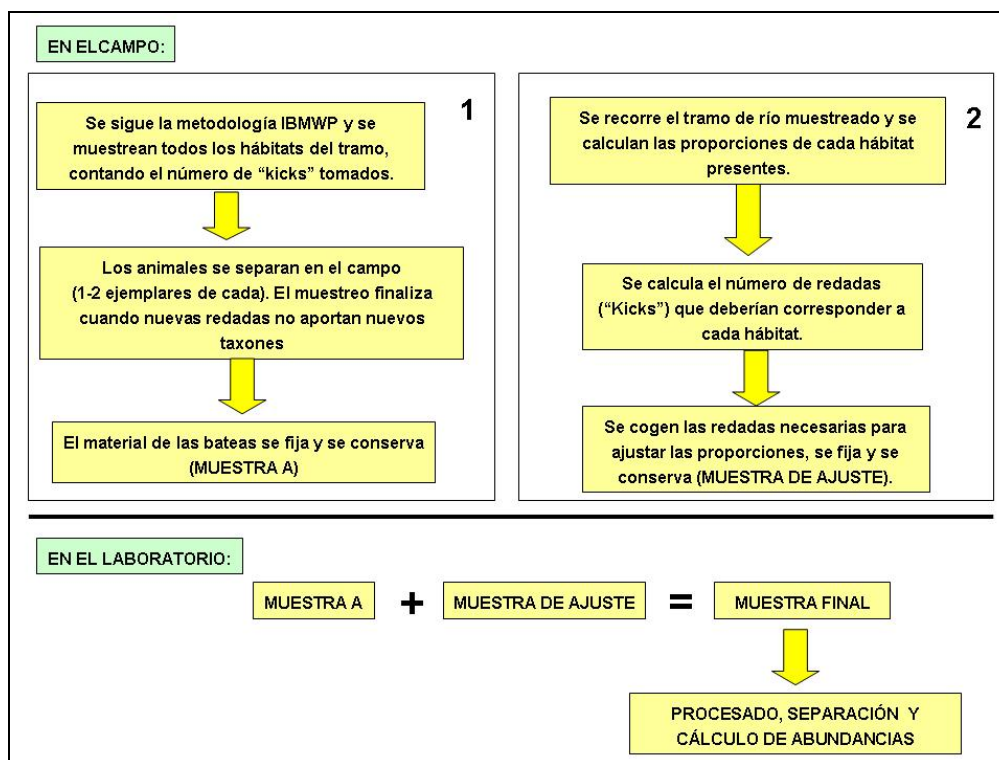 EN ELCAMPO:
1
Se sigue la metodología IBMWP y se
muestrean todos los hábitats del tramo,
contando el número de “kicks” tomados.
Los animales se separan en el campo
(1-2 ejemplares de cada). El muestreo finaliza
cuando nuevas redadas no aportan nuevos
taxones
El material de las bateas se fija y se conserva
(MUESTRA A)
2
Se recorre el tramo de río muestreado y se
calculan las proporciones de cada hábitat
presentes.
Se calcula el número de redadas
(“Kicks”) que deberían corresponder a
cada hábitat.
Se cogen las redadas necesarias para
ajustar las proporciones, se fija y se
conserva (MUESTRA DE AJUSTE).
EN EL LABORATORIO:
MUESTRA A + MUESTRA DE AJUSTE = MUESTRA FINAL
PROCESADO, SEPARACIÓN Y
CÁLCULO DE ABUNDANCIAS